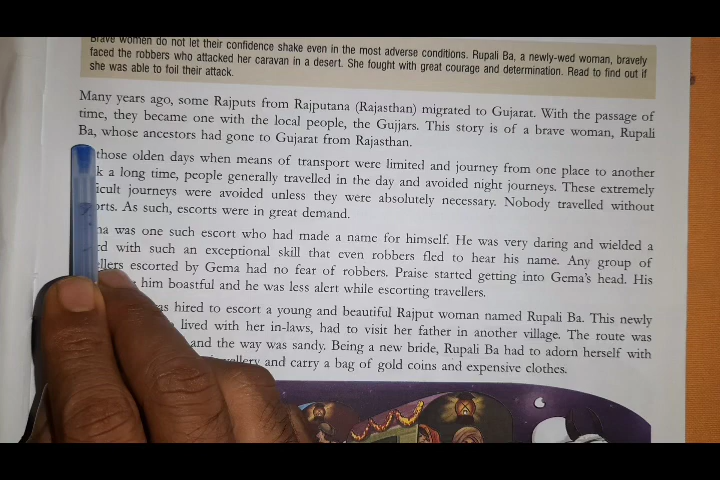 Brave women do not let their confidence shake even in the most adverse conditions. Rupali Ba, a newly-wed woman, bravely
faced the robbers who attacked her caravan in a desert. She fought with great courage and determination. Read to find out if
she was able to foil their attack.
Many years ago, some Rajputs from Rajputana (Rajasthan) migrated to Gujarat. With the passage of
time, they became one with the local people, the Gujjars. This story is of a brave woman, Rupali
Ba, whose ancestors had gone to Gujarat from Rajasthan.
those olden days when means of transport were limited and journey from one place to another
a long time, people generally travelled in the day and avoided night journeys. These extremely
journeys were avoided unless they were absolutely necessary. Nobody travelled without
As such, escorts were in great demand.
was one such escort who had made a name for himself. He was very daring and wielded a
with such an exceptional skill that even robbers fled to hear his name. Any group of
escorted by Gema had no fear of robbers. Praise started getting into Gema's head. His
him boastful and he was less alert while escorting travellers.
hired to escort a young and beautiful Rajput woman named Rupali Ba. This newly
lived with her in-laws, had to visit her father in another village. The route was
and the way was sandy. Being a new bride, Rupali Ba had to adorn herself with
and carry a bag of gold coins and expensive clothes.